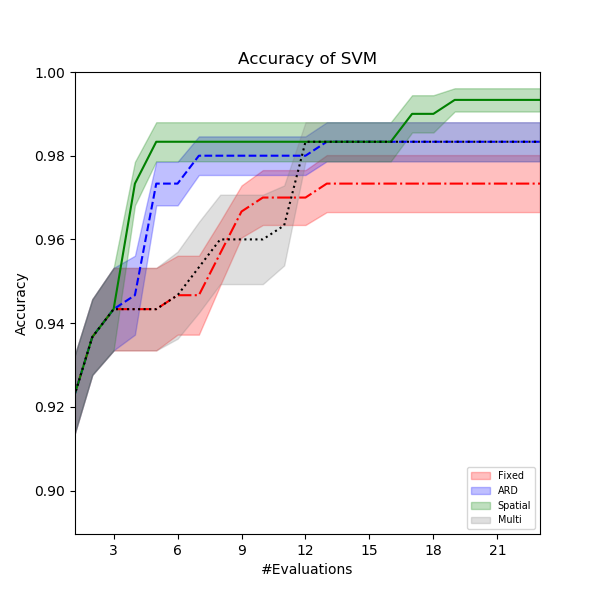 Accuracy of SVM
1.00
0.98
0.96
0.94
0.92
0.90
Accuracy
3 6 9 12 15 18 21
#Evaluations
Fixed
ARD
Spatial
Multi